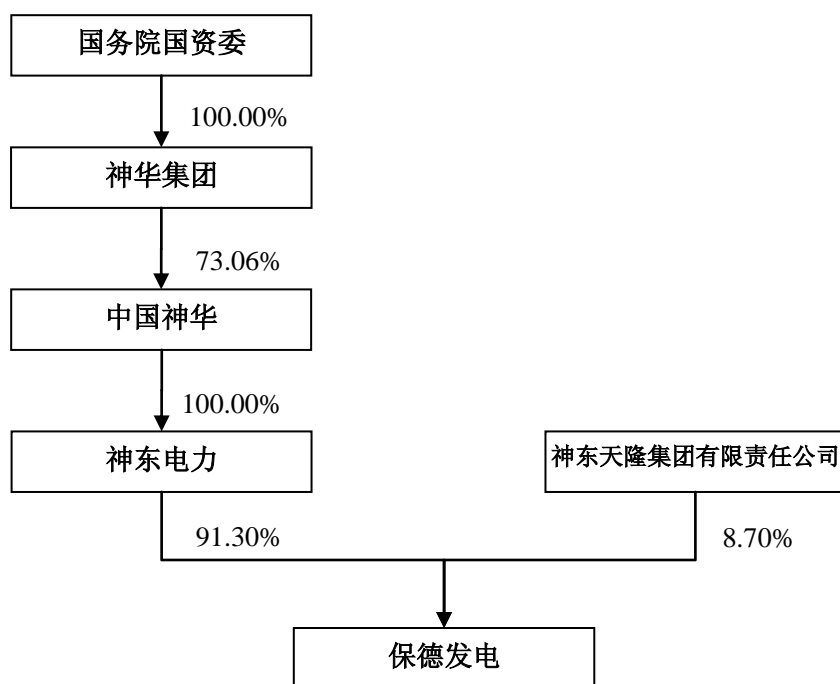 国务院国资委
100.00%
神华集团
73.06%
中国神华
100.00%
神东电力
神东天隆集团有限责任公司
91.30%
8.70%
保德发电